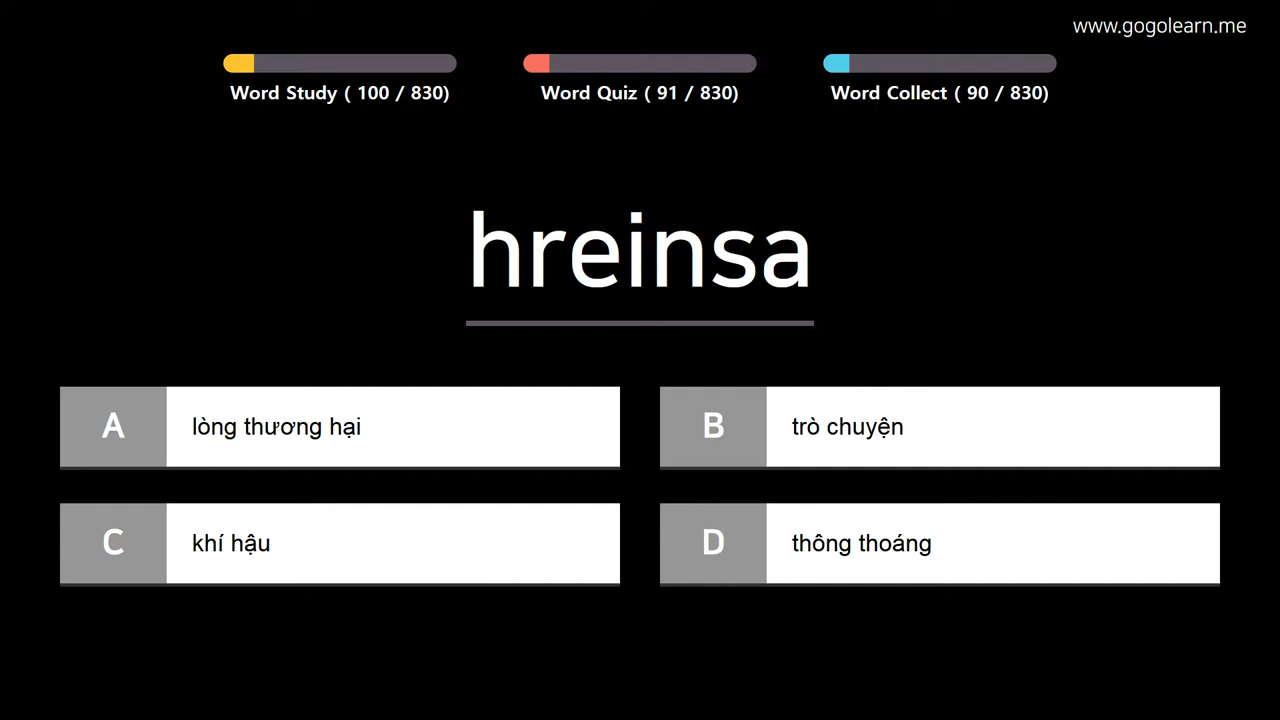 www.gogolearn.me
Word Study ( 100 / 830)
Word Quiz ( 91 / 830)
Word Collect ( 90 / 830)
hreinsa
A lòng thương hại
B trò chuyện
C khí hậu
D thông thoáng